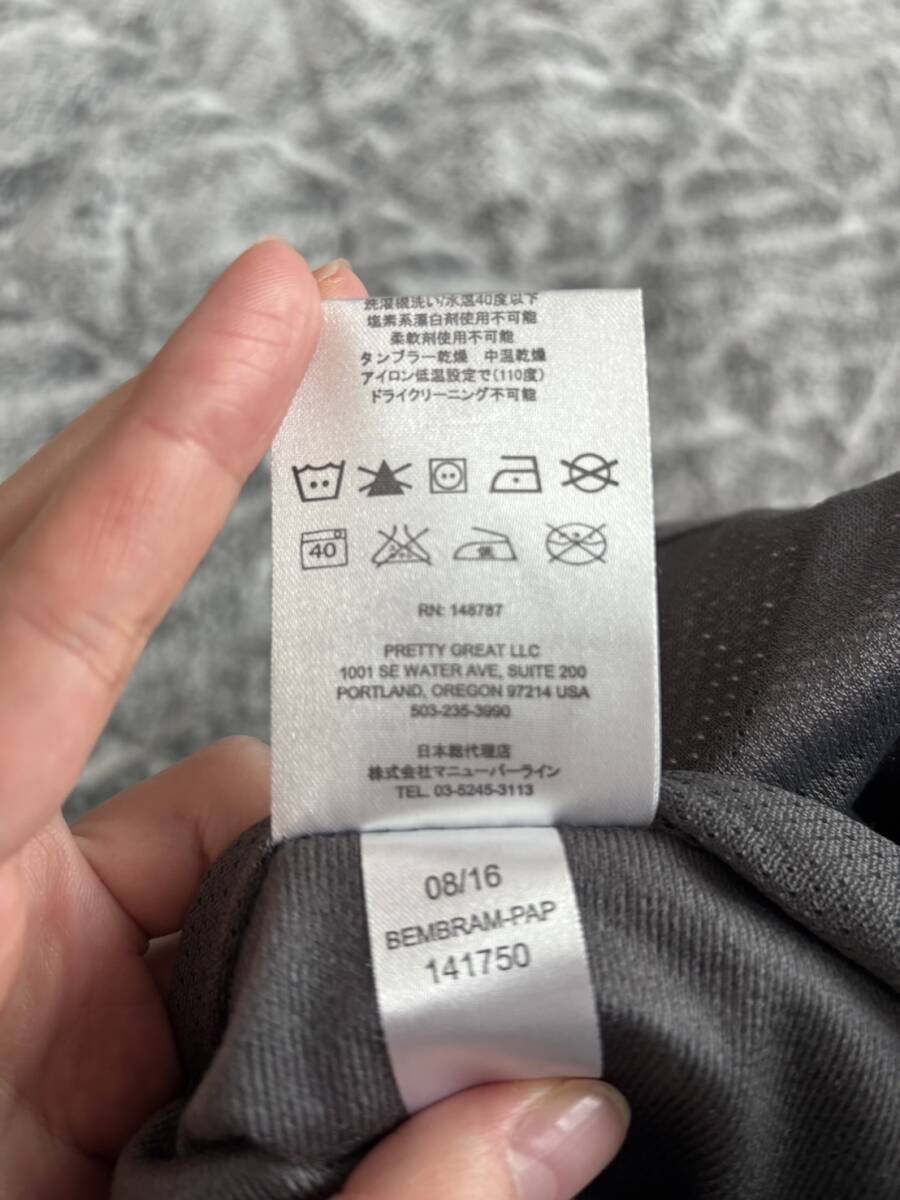 洗濯機洗い/水温40度以下
塩素系漂白剤使用不可能
柔軟剤使用不可能
タンブラー乾燥 中温乾燥
アイロン低温設定で(110度)
ドライクリーニング不可能
40
低
RN: 148787
PRETTY GREAT LLC
1001 SE WATER AVE, SUITE 200
PORTLAND, OREGON 97214 USA
503-235-3990
日本総代理店
株式会社マニューバーライン
TEL. 03-5245-3113
08/16
BEMBRAM-PAP
141750